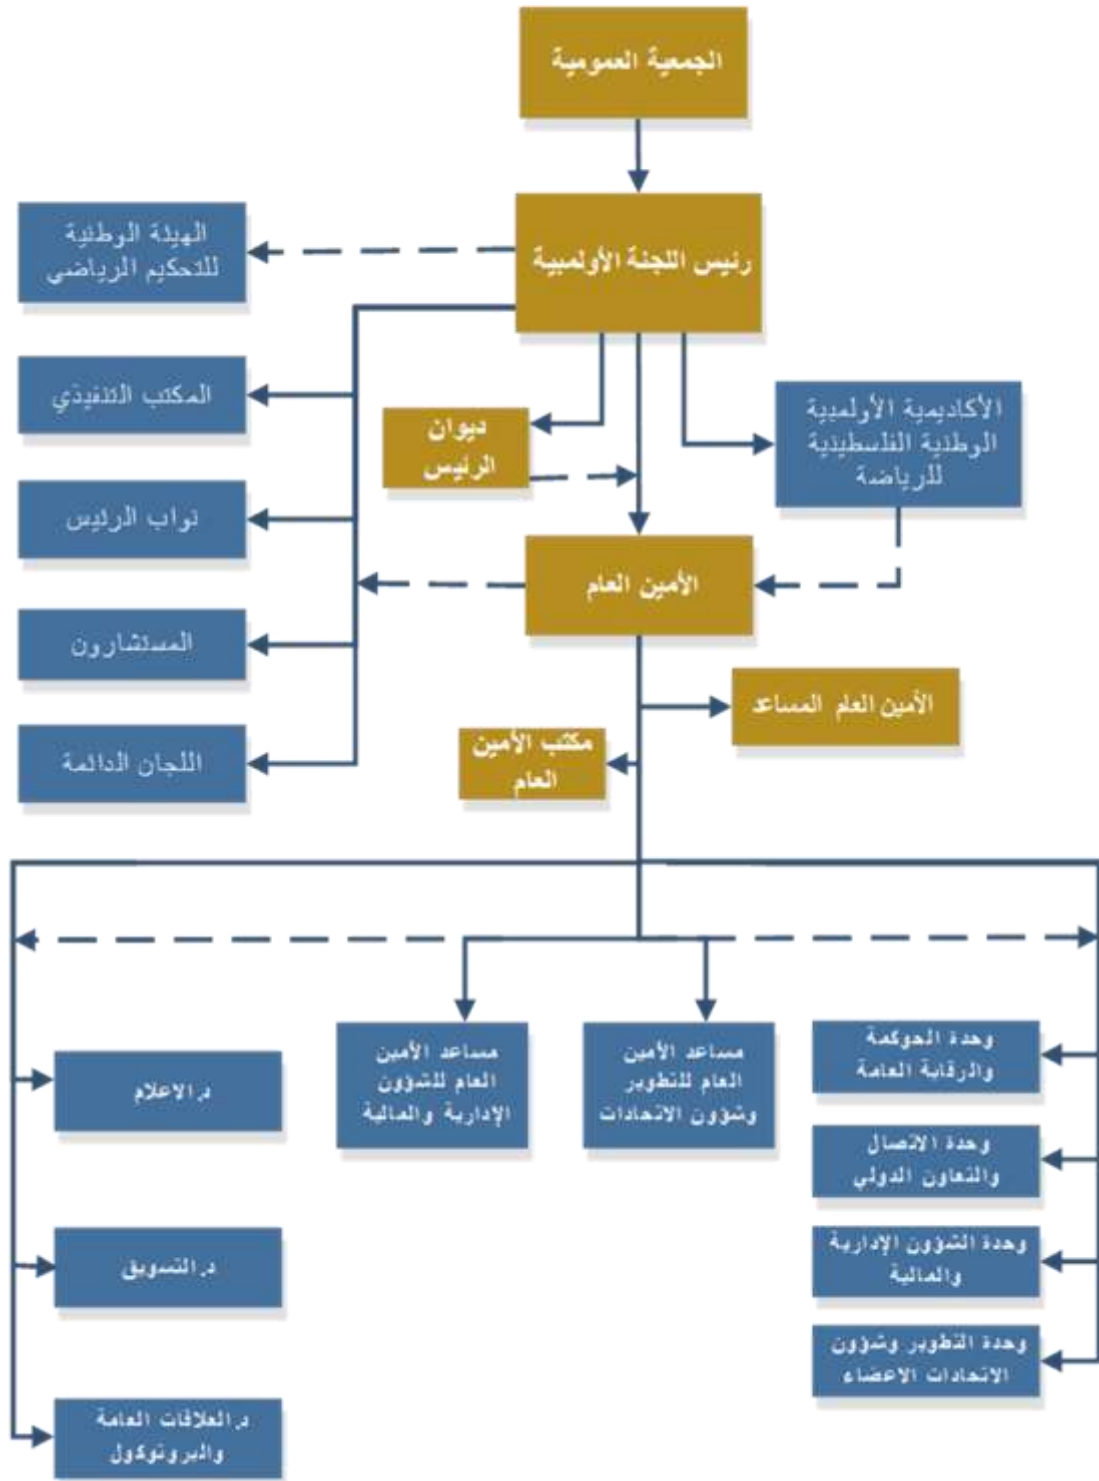 الجمعية العمومية
رئيس اللجنة الأولمبية
الهيئة الوطنية
للتحكيم الرياضي
المكتب التنفيذي
نواب الرئيس
المستشارون
اللجان الدائمة
ديوان
الرئيس
الأكاديمية الأولمبية
الوطنية الفلسطينية
للرياضة
الأمين العام
الأمين العام المساعد
مكتب الأمين
العام
مساعد الأمين
العام للتطوير
وشؤون الاتحادات
مساعد الأمين
العام للشؤون
الإدارية والمالية
وحدة الحوكمة
والرقابة العامة
وحدة الاتصال
والتعاون الدولي
وحدة الشؤون الإدارية
والمالية
وحدة التطوير وشؤون
الاتحادات الاعضاء
د.الاعلام
د.التسويق
د.العلاقات العامة
والبروتوكول